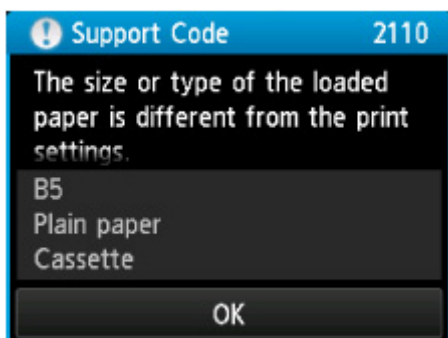 Support Code 2110
The size or type of the loaded
paper is different from the print
settings.
B5
Plain paper
Cassette
OK